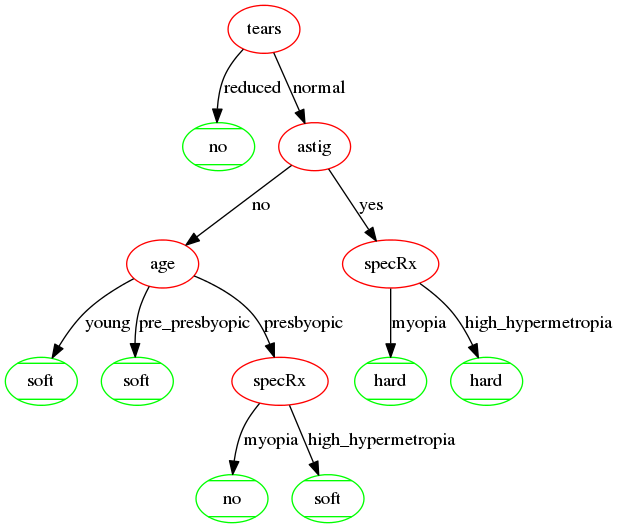 tears
reduced
normal
no
astig
no
yes
age
specRx
young
pre_presbyopic
presbyopic
myopia
high_hypermetropia
soft
soft
specRx
hard
hard
myopia
high_hypermetropia
no
soft